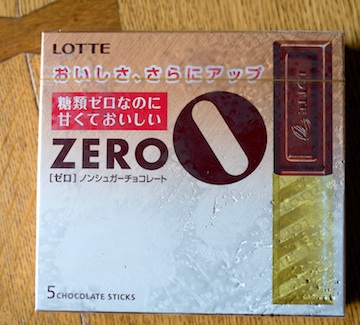 LOTTE
おいしさ、さらにアップ
糖類ゼロなのに
甘くておいしい
ZERO
[ゼロ] ノンシュガーチョコレート
5 CHOCOLATE STICKS
LOTTE